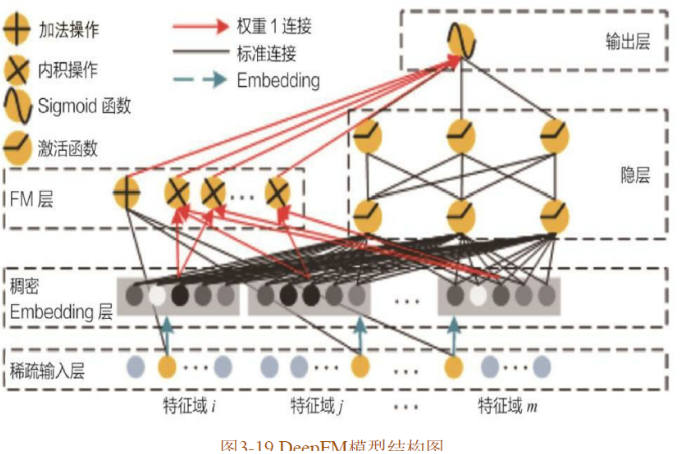 加法操作
内积操作
Sigmoid 函数
激活函数
权重1连接
标准连接
Embedding
输出层
隐层
FM 层
稠密
Embedding 层
...
...
稀疏输入层
...
...
...
...
特征域 i
特征域 j
...
特征域 m
图3-19 DeepFM模型结构图